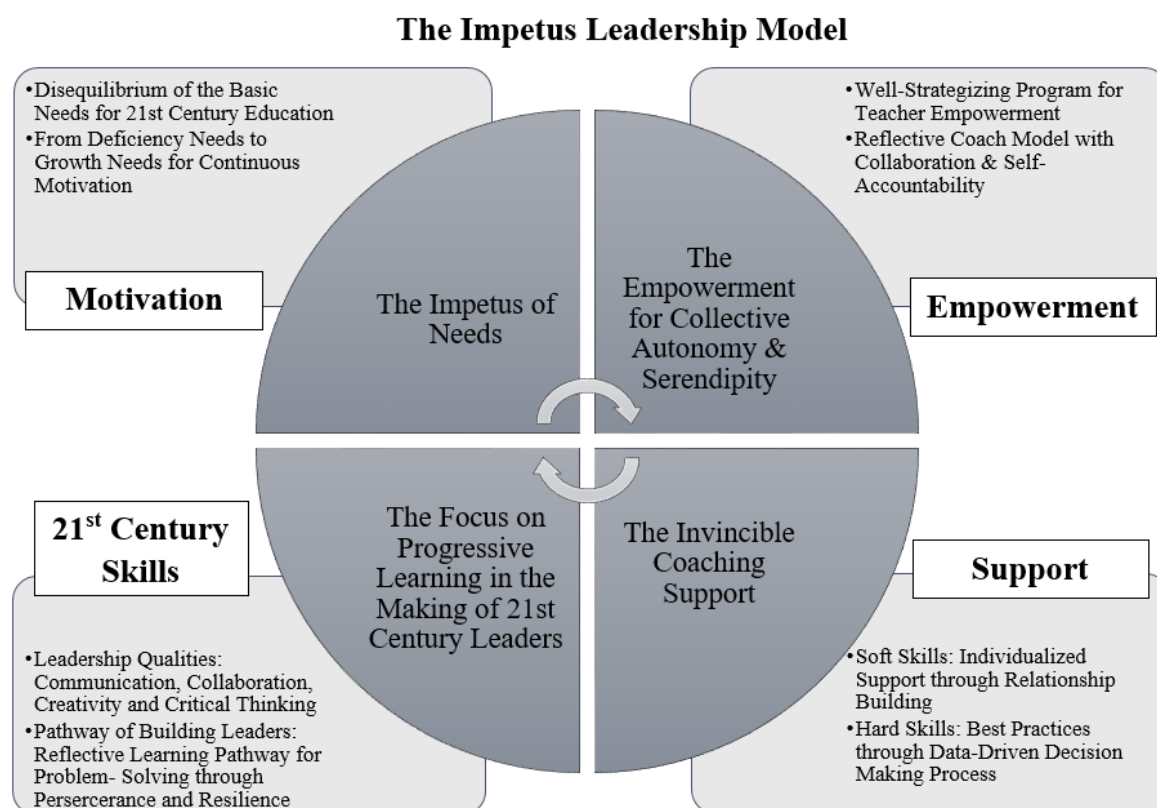 The Impetus Leadership Model
•Disequilibrium of the Basic
Needs for 21st Century Education
•From Deficiency Needs to
Growth Needs for Continuous
Motivation
Motivation
The Impetus of
Needs
•Well-Strategizing Program for
Teacher Empowerment
•Reflective Coach Model with
Collaboration & Self-
Accountability
Empowerment
The
Empowerment
for Collective
Autonomy &
Serendipity
21st Century
Skills
The Focus on
Progressive
Learning in the
Making of 21st
Century Leaders
•Leadership Qualities:
Communication, Collaboration,
Creativity and Critical Thinking
•Pathway of Building Leaders:
Reflective Learning Pathway for
Problem- Solving through
Persercerance and Resilience
The Invincible
Coaching
Support
Support
•Soft Skills: Individualized
Support through Relationship
Building
•Hard Skills: Best Practices
through Data-Driven Decision
Making Process